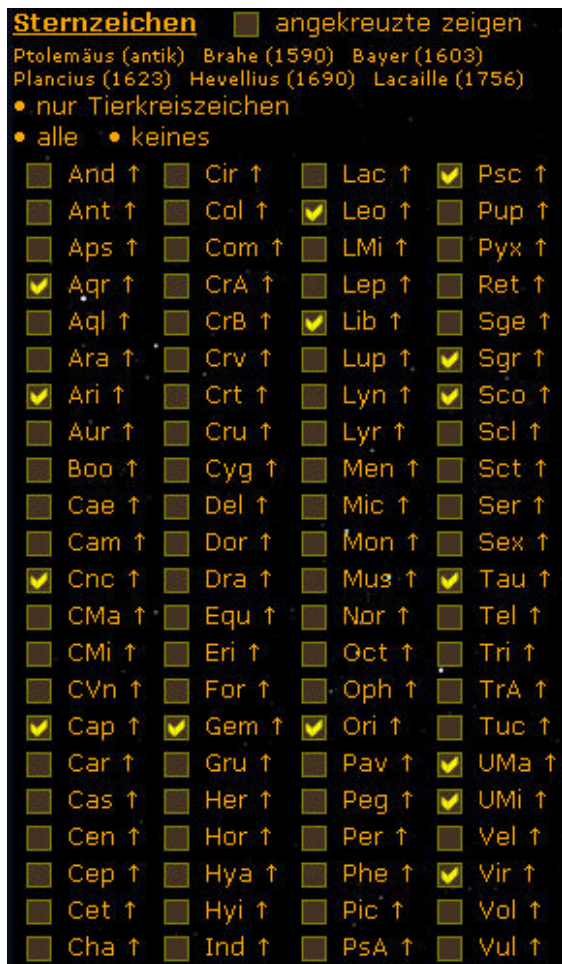 Sternzeichen angekreuzte zeigen
Ptolemäus (antik) Brahe (1590) Bayer (1603)
Plancius (1623) Hevellius (1690) Lacaille (1756)
• nur Tierkreiszeichen
• alle • keines
And ↑ Cir ↑ Lac ↑ Psc ↑
Ant ↑ Col ↑ Leo ↑ Pup ↑
Aps ↑ Com ↑ LMi ↑ Pyx ↑
Aqr ↑ CrA ↑ Lep ↑ Ret ↑
Aql ↑ CrB ↑ Lib ↑ Sge ↑
Ara ↑ Crv ↑ Lup ↑ Sgr ↑
Ari ↑ Crt ↑ Lyn ↑ Sco ↑
Aur ↑ Cru ↑ Lyr ↑ Scl ↑
Boo ↑ Cyg ↑ Men ↑ Sct ↑
Cae ↑ Del ↑ Mic ↑ Ser ↑
Cam ↑ Dor ↑ Mon ↑ Sex ↑
Cnc ↑ Dra ↑ Mus ↑ Tau ↑
CMa ↑ Equ ↑ Nor ↑ Tel ↑
CMi ↑ Eri ↑ Oct ↑ Tri ↑
CVn ↑ For ↑ Oph ↑ TrA ↑
Cap ↑ Gem ↑ Ori ↑ Tuc ↑
Car ↑ Gru ↑ Pav ↑ UMa ↑
Cas ↑ Her ↑ Peg ↑ UMi ↑
Cen ↑ Hor ↑ Per ↑ Vel ↑
Cep ↑ Hya ↑ Phe ↑ Vir ↑
Cet ↑ Hyi ↑ Pic ↑ Vol ↑
Cha ↑ Ind ↑ PsA ↑ Vul ↑